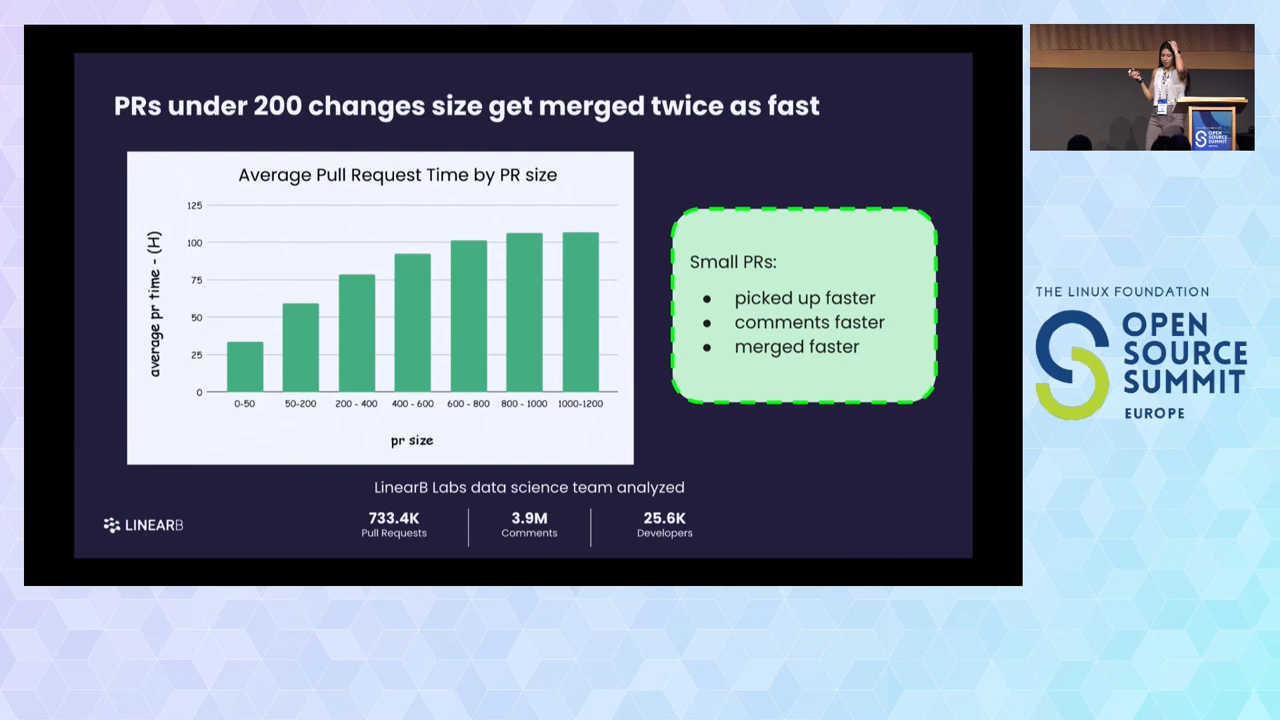 PRs under 200 changes size get merged twice as fast
Average Pull Request Time by PR size
average pr time - (H)
125
100
75
50
25
0
0-50
50-200
200 - 400
400 - 600
600 - 800
800 - 1000
1000-1200
pr size
Small PRs:
● picked up faster
● comments faster
● merged faster
LinearB Labs data science team analyzed
733.4K
Pull Requests
3.9M
Comments
25.6K
Developers
LINEARB
OPEN
SOURCE
SUMMIT
THE LINUX FOUNDATION
OPEN
SOURCE
SUMMIT
EUROPE